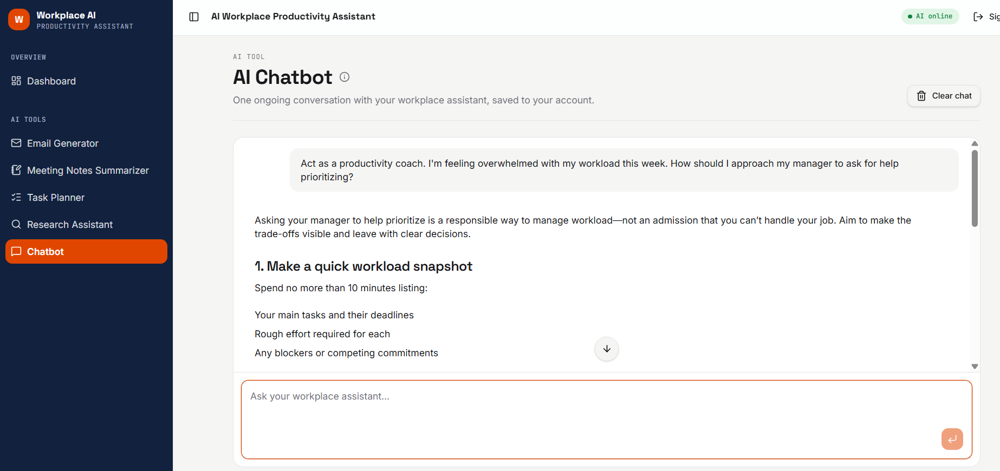 W
Workplace AI
PRODUCTIVITY ASSISTANT
OVERVIEW
Dashboard
AI TOOLS
Email Generator
Meeting Notes Summarizer
Task Planner
Research Assistant
Chatbot
AI Workplace Productivity Assistant
AI online
Sig
AI TOOL
AI Chatbot
One ongoing conversation with your workplace assistant, saved to your account.
Clear chat
Act as a productivity coach. I'm feeling overwhelmed with my workload this week. How should I approach my manager to ask for help
prioritizing?
Asking your manager to help prioritize is a responsible way to manage workload—not an admission that you can’t handle your job. Aim to make the
trade-offs visible and leave with clear decisions.
1. Make a quick workload snapshot
Spend no more than 10 minutes listing:
Your main tasks and their deadlines
Rough effort required for each
Any blockers or competing commitments
Ask your workplace assistant...